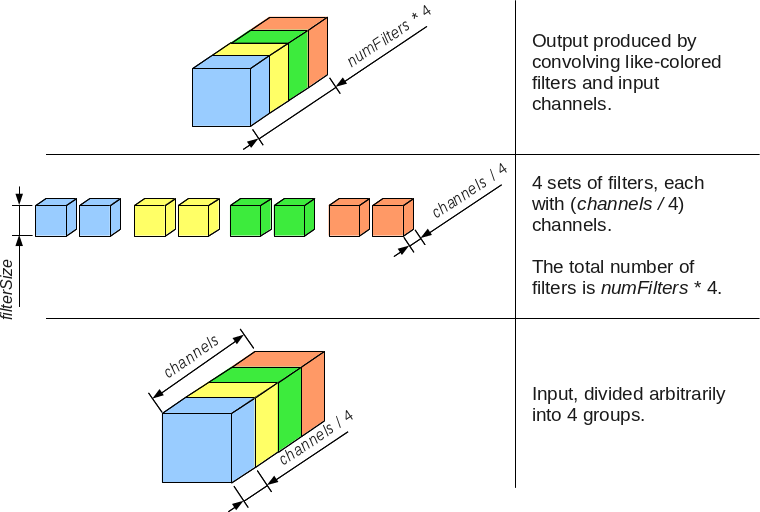 numFilters * 4
Output produced by
convolving like-colored
filters and input
channels.
filterSize
channels / 4
4 sets of filters, each
with (channels / 4)
channels.
The total number of
filters is numFilters * 4.
channels
channels / 4
Input, divided arbitrarily
into 4 groups.